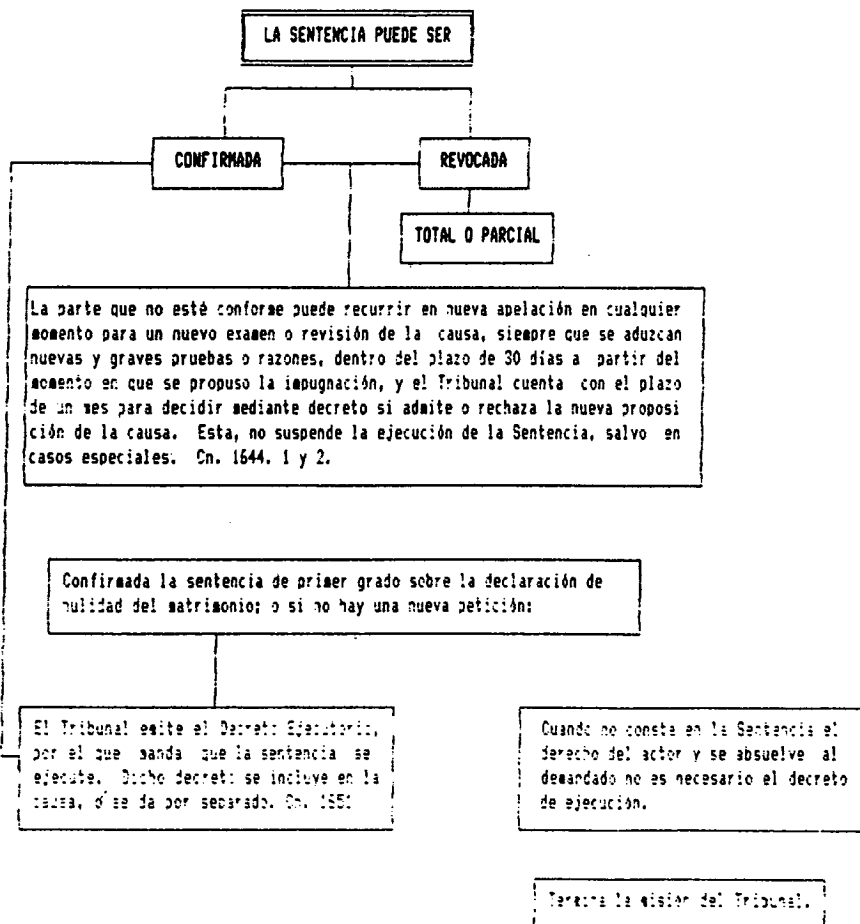 LA SENTENCIA PUEDE SER
CONFIRMADA
REVOCADA
TOTAL O PARCIAL
La parte que no esté conforme puede recurrir en nueva apelación en cualquier
momento para un nuevo examen o revisión de la causa, siempre que se aduzcan
nuevas y graves pruebas o razones, dentro del plazo de 30 días a partir del
momento en que se propuso la impugnación, y el Tribunal cuenta con el plazo
de un mes para decidir mediante decreto si admite o rechaza la nueva proposi
ción de la causa. Esta, no suspende la ejecución de la Sentencia, salvo en
casos especiales. Cn. 1644. 1 y 2.
Confirmada la sentencia de primer grado sobre la declaración de
nulidad del matrimonio; o si no hay una nueva petición:
El Tribunal emite el Decreto Ejecutorio,
por el que manda que la sentencia se
ejecute. Dicho decreto se incluye en la
causa, o se da por separado. Cn. 1651
Cuando no consta en la Sentencia el
derecho del actor y se absuelve al
demandado no es necesario el decreto
de ejecución.
Termina la misión del Tribunal.